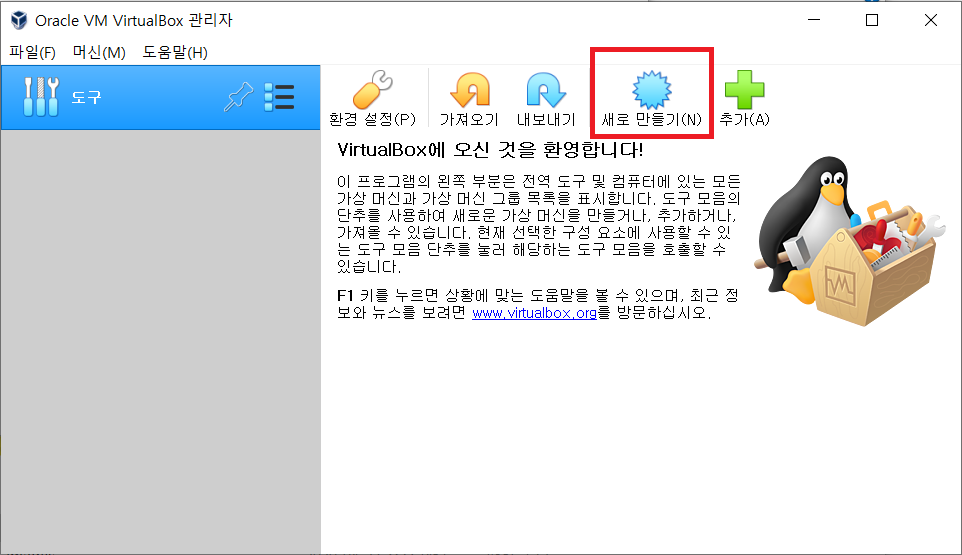 Oracle VM VirtualBox 관리자
파일(F) 머신(M) 도움말(H)
도구
환경 설정(P) 가져오기 내보내기 새로 만들기(N) 추가(A)
VirtualBox에 오신 것을 환영합니다!
이 프로그램의 왼쪽 부분은 전역 도구 및 컴퓨터에 있는 모든
가상 머신과 가상 머신 그룹 목록을 표시합니다. 도구 모음의
단추를 사용하여 새로운 가상 머신을 만들거나, 추가하거나,
가져올 수 있습니다. 현재 선택한 구성 요소에 사용할 수 있
는 도구 모음 단추를 눌러 해당하는 도구 모음을 호출할 수
있습니다.
F1 키를 누르면 상황에 맞는 도움말을 볼 수 있으며, 최근 정
보와 뉴스를 보려면 www.virtualbox.org를 방문하십시오.